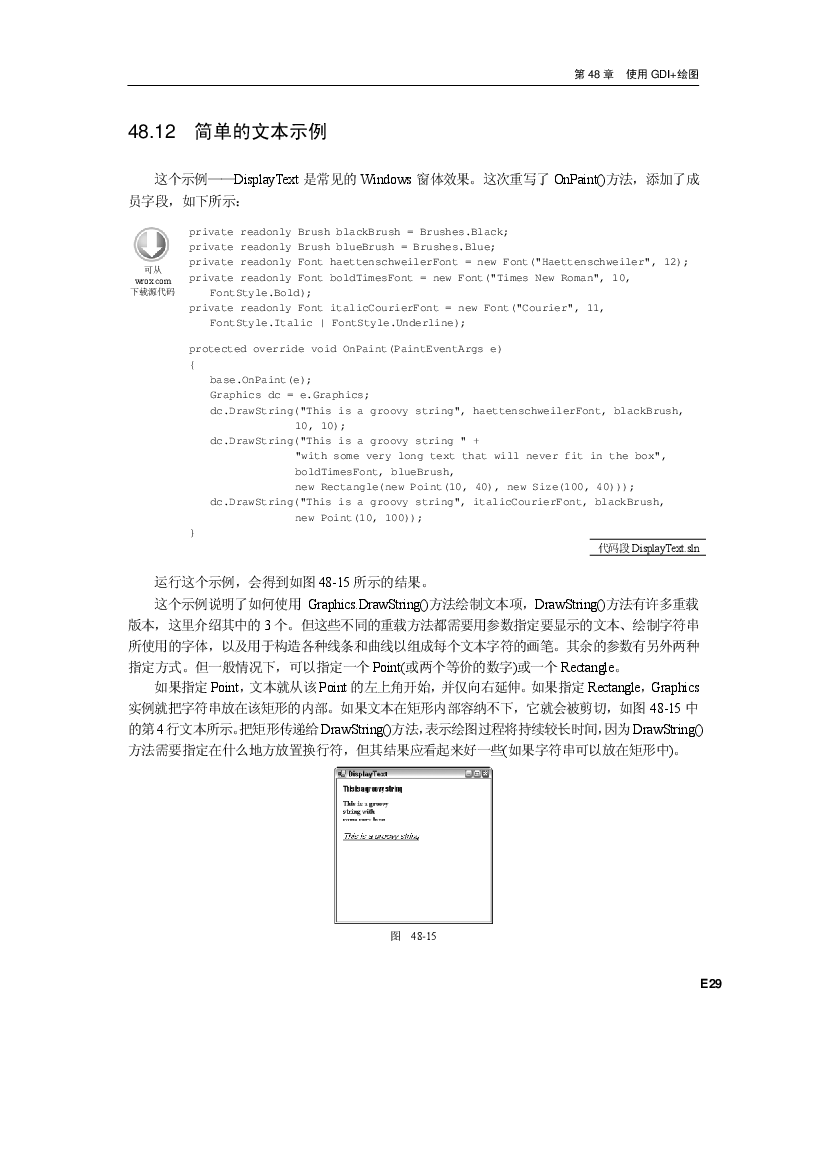 第 48 章 使用 GDI+绘图
48.12 简单的文本示例
这个示例——DisplayText 是常见的 Windows 窗体效果。这次重写了 OnPaint()方法，添加了成
员字段，如下所示：
可从
wrox.com
下载源代码
private readonly Brush blackBrush = Brushes.Black;
private readonly Brush blueBrush = Brushes.Blue;
private readonly Font haettenschweilerFont = new Font("Haettenschweiler", 12);
private readonly Font boldTimesFont = new Font("Times New Roman", 10,
FontStyle.Bold);
private readonly Font italicCourierFont = new Font("Courier", 11,
FontStyle.Italic | FontStyle.Underline);
protected override void OnPaint(PaintEventArgs e)
{
base.OnPaint(e);
Graphics dc = e.Graphics;
dc.DrawString("This is a groovy string", haettenschweilerFont, blackBrush,
10, 10);
dc.DrawString("This is a groovy string " +
"with some very long text that will never fit in the box",
boldTimesFont, blueBrush,
new Rectangle(new Point(10, 40), new Size(100, 40)));
dc.DrawString("This is a groovy string", italicCourierFont, blackBrush,
new Point(10, 100));
}
代码段 DisplayText.sln
运行这个示例，会得到如图 48-15 所示的结果。
这个示例说明了如何使用 Graphics.DrawString()方法绘制文本项，DrawString()方法有许多重载
版本，这里介绍其中的 3 个。但这些不同的重载方法都需要用参数指定要显示的文本、绘制字符串
所使用的字体，以及用于构造各种线条和曲线以组成每个文本字符的画笔。其余的参数有另外两种
指定方式。但一般情况下，可以指定一个 Point(或两个等价的数字)或一个 Rectangle。
如果指定 Point，文本就从该 Point 的左上角开始，并仅向右延伸。如果指定 Rectangle，Graphics
实例就把字符串放在该矩形的内部。如果文本在矩形内部容纳不下，它就会被剪切，如图 48-15 中
的第 4 行文本所示。把矩形传递给 DrawString()方法，表示绘图过程将持续较长时间，因为 DrawString()
方法需要指定在什么地方放置换行符，但其结果应看起来好一些(如果字符串可以放在矩形中)。
DisplayText
This is a groovy string
This is a groovy
string with
This is a groovy string
图 48-15
E29